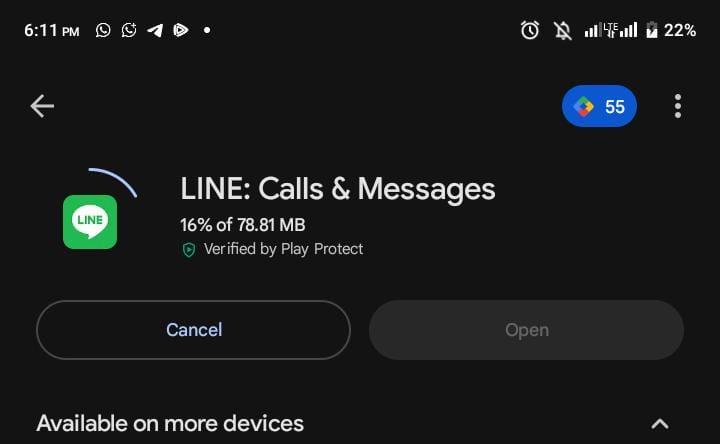 6:11 PM LTE 22%
55
LINE: Calls & Messages
LINE
16% of 78.81 MB
Verified by Play Protect
Cancel Open
Available on more devices